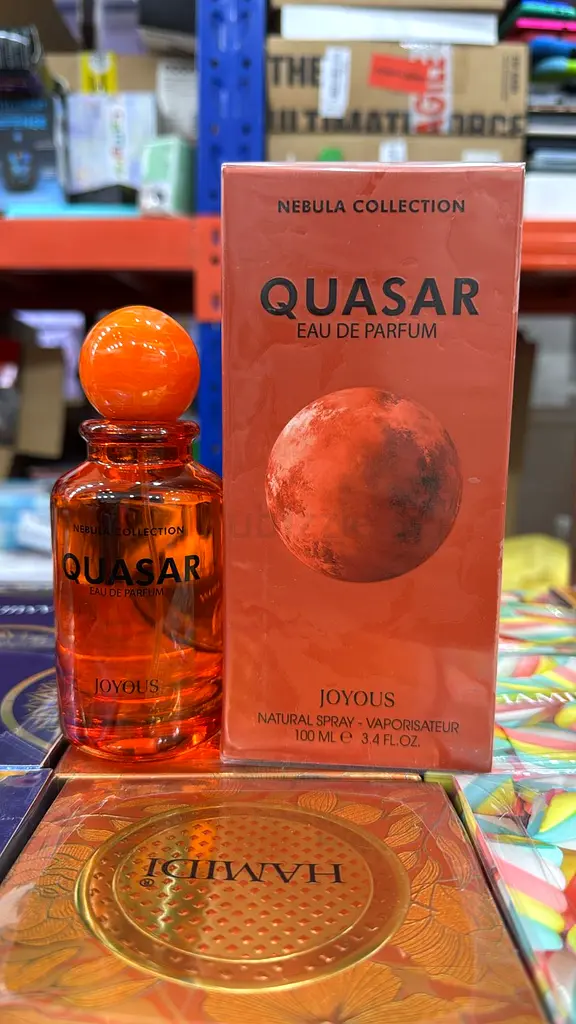 THE
AGILE
NEBULA COLLECTION
QUASAR
EAU DE PARFUM
JOYOUS
NATURAL SPRAY - VAPORISATEUR
100 ML ℮ 3.4 FL.OZ.
NEBULA COLLECTION
QUASAR
EAU DE PARFUM
JOYOUS
HAMIDI®